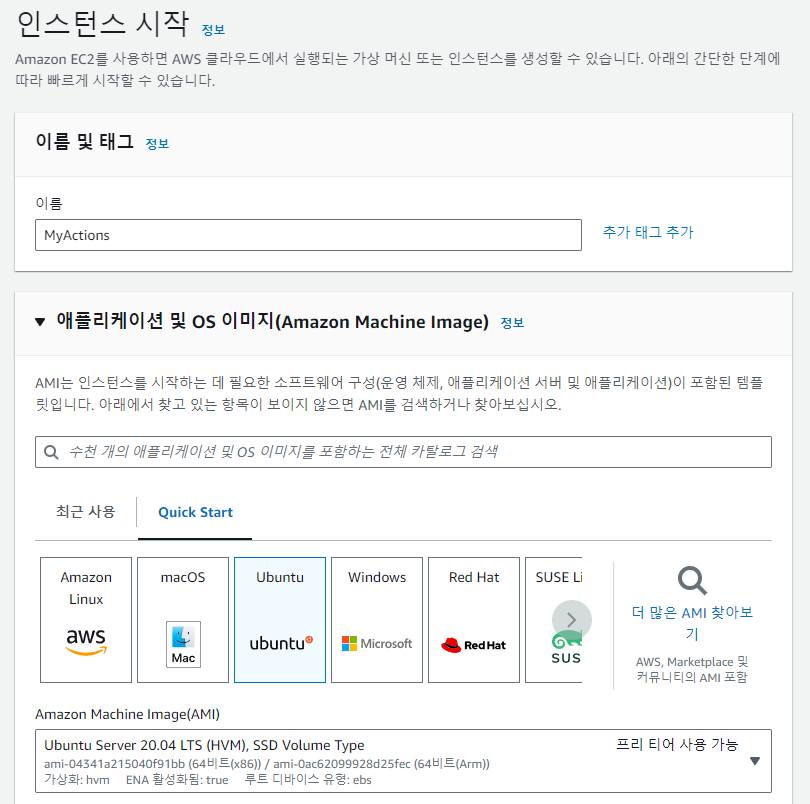 인스턴스 시작 정보
Amazon EC2를 사용하면 AWS 클라우드에서 실행되는 가상 머신 또는 인스턴스를 생성할 수 있습니다. 아래의 간단한 단계에
따라 빠르게 시작할 수 있습니다.
이름 및 태그 정보
이름
MyActions
추가 태그 추가
애플리케이션 및 OS 이미지(Amazon Machine Image) 정보
AMI는 인스턴스를 시작하는 데 필요한 소프트웨어 구성(운영 체제, 애플리케이션 서버 및 애플리케이션)이 포함된 템플
릿입니다. 아래에서 찾고 있는 항목이 보이지 않으면 AMI를 검색하거나 찾아보십시오.
수천 개의 애플리케이션 및 OS 이미지를 포함하는 전체 카탈로그 검색
최근 사용
Quick Start
Amazon
Linux
aws
macOS
Mac
Ubuntu
ubuntu
Windows
Microsoft
Red Hat
Red Hat
SUSE Li
SUS
더 많은 AMI 찾아보
기
AWS, Marketplace 및
커뮤니티의 AMI 포함
Amazon Machine Image(AMI)
Ubuntu Server 20.04 LTS (HVM), SSD Volume Type
프리 티어 사용 가능
ami-04341a215040f91bb (64비트(x86)) / ami-0ac62099928d25fec (64비트(Arm))
가상화: hvm ENA 활성화됨: true 루트 디바이스 유형: ebs